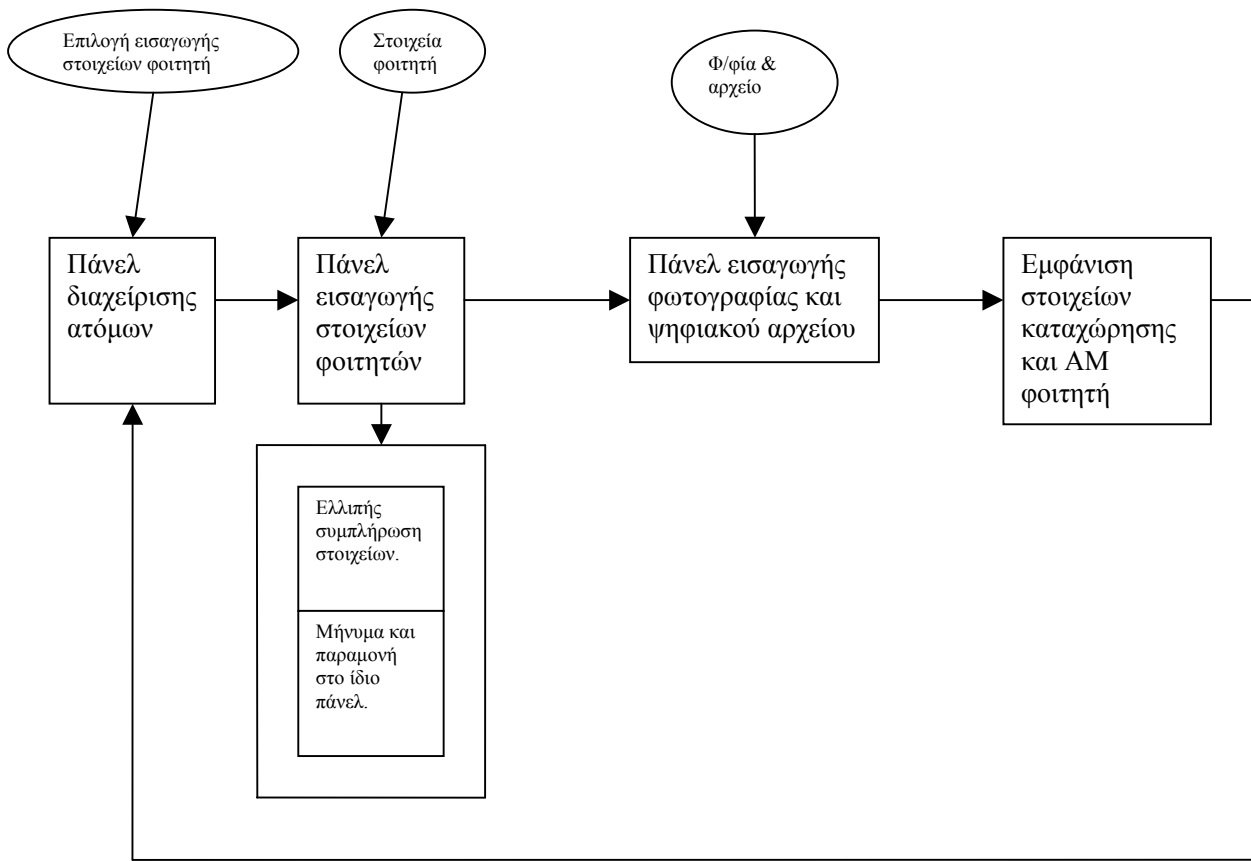 Επιλογή εισαγωγής
στοιχείων φοιτητή
Στοιχεία
φοιτητή
Φ/φία &
αρχείο
Πάνελ
διαχείρισης
ατόμων
Πάνελ
εισαγωγής
στοιχείων
φοιτητών
Πάνελ εισαγωγής
φωτογραφίας και
ψηφιακού αρχείου
Εμφάνιση
στοιχείων
καταχώρησης
και ΑΜ
φοιτητή
Ελλιπής
συμπλήρωση
στοιχείων.
Μήνυμα και
παραμονή
στο ίδιο
πάνελ.